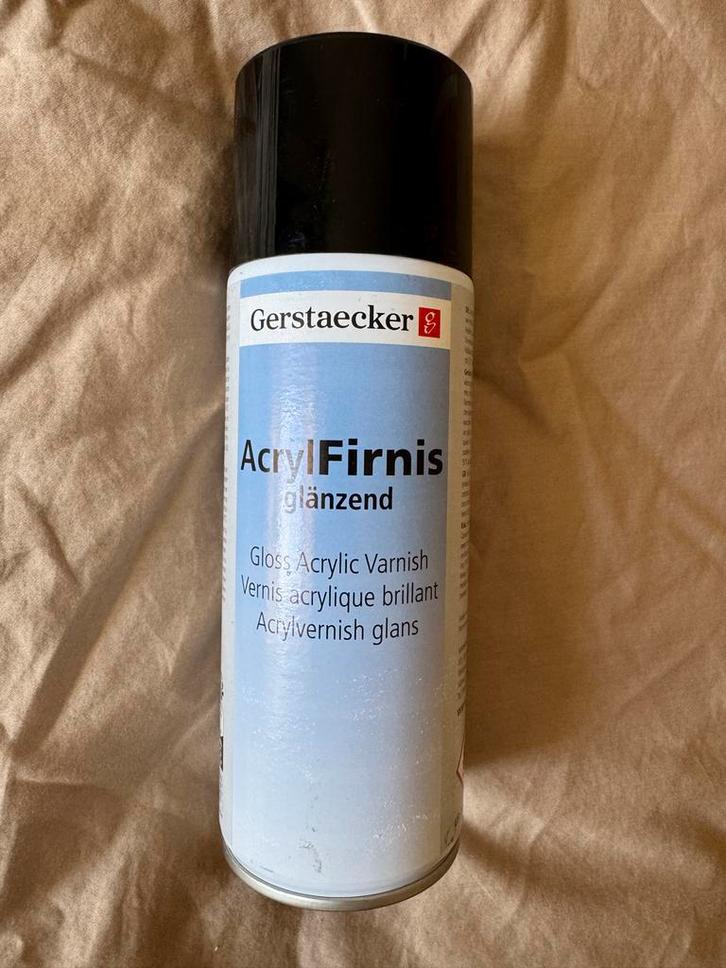 Gerstaecker
AcrylFirnis
glänzend
Gloss Acrylic Varnish
Vernis acrylique brillant
Acrylvernish glans